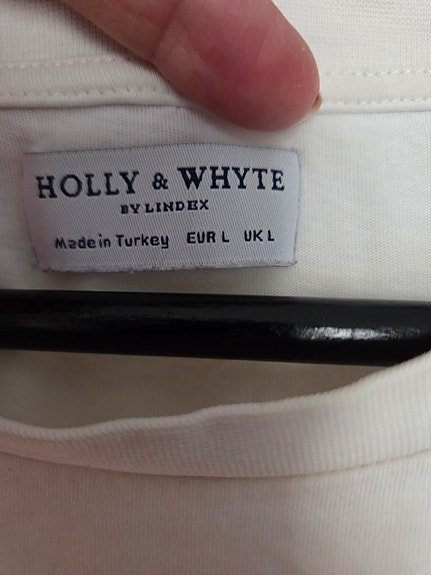 HOLLY & WHYTE
BY LINDEX
Made in Turkey EUR L UK L